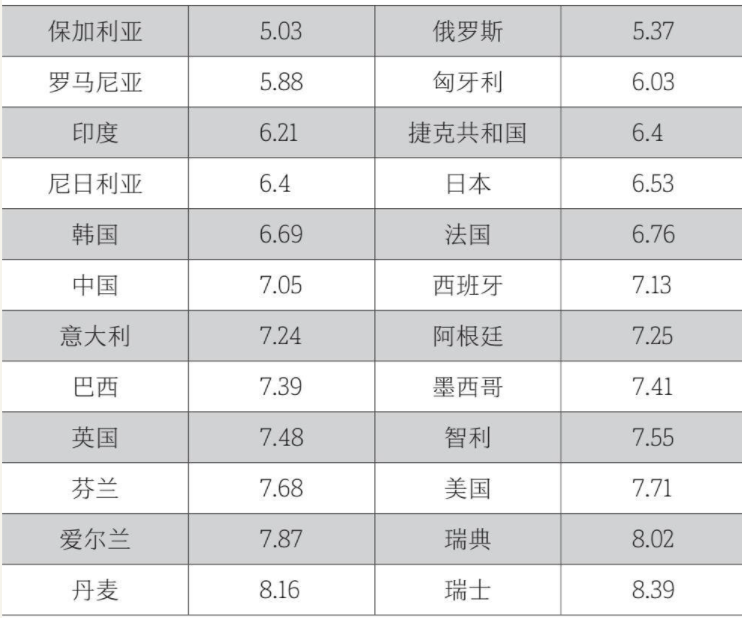 保加利亚 5.03 俄罗斯 5.37
罗马尼亚 5.88 匈牙利 6.03
印度 6.21 捷克共和国 6.4
尼日利亚 6.4 日本 6.53
韩国 6.69 法国 6.76
中国 7.05 西班牙 7.13
意大利 7.24 阿根廷 7.25
巴西 7.39 墨西哥 7.41
英国 7.48 智利 7.55
芬兰 7.68 美国 7.71
爱尔兰 7.87 瑞典 8.02
丹麦 8.16 瑞士 8.39